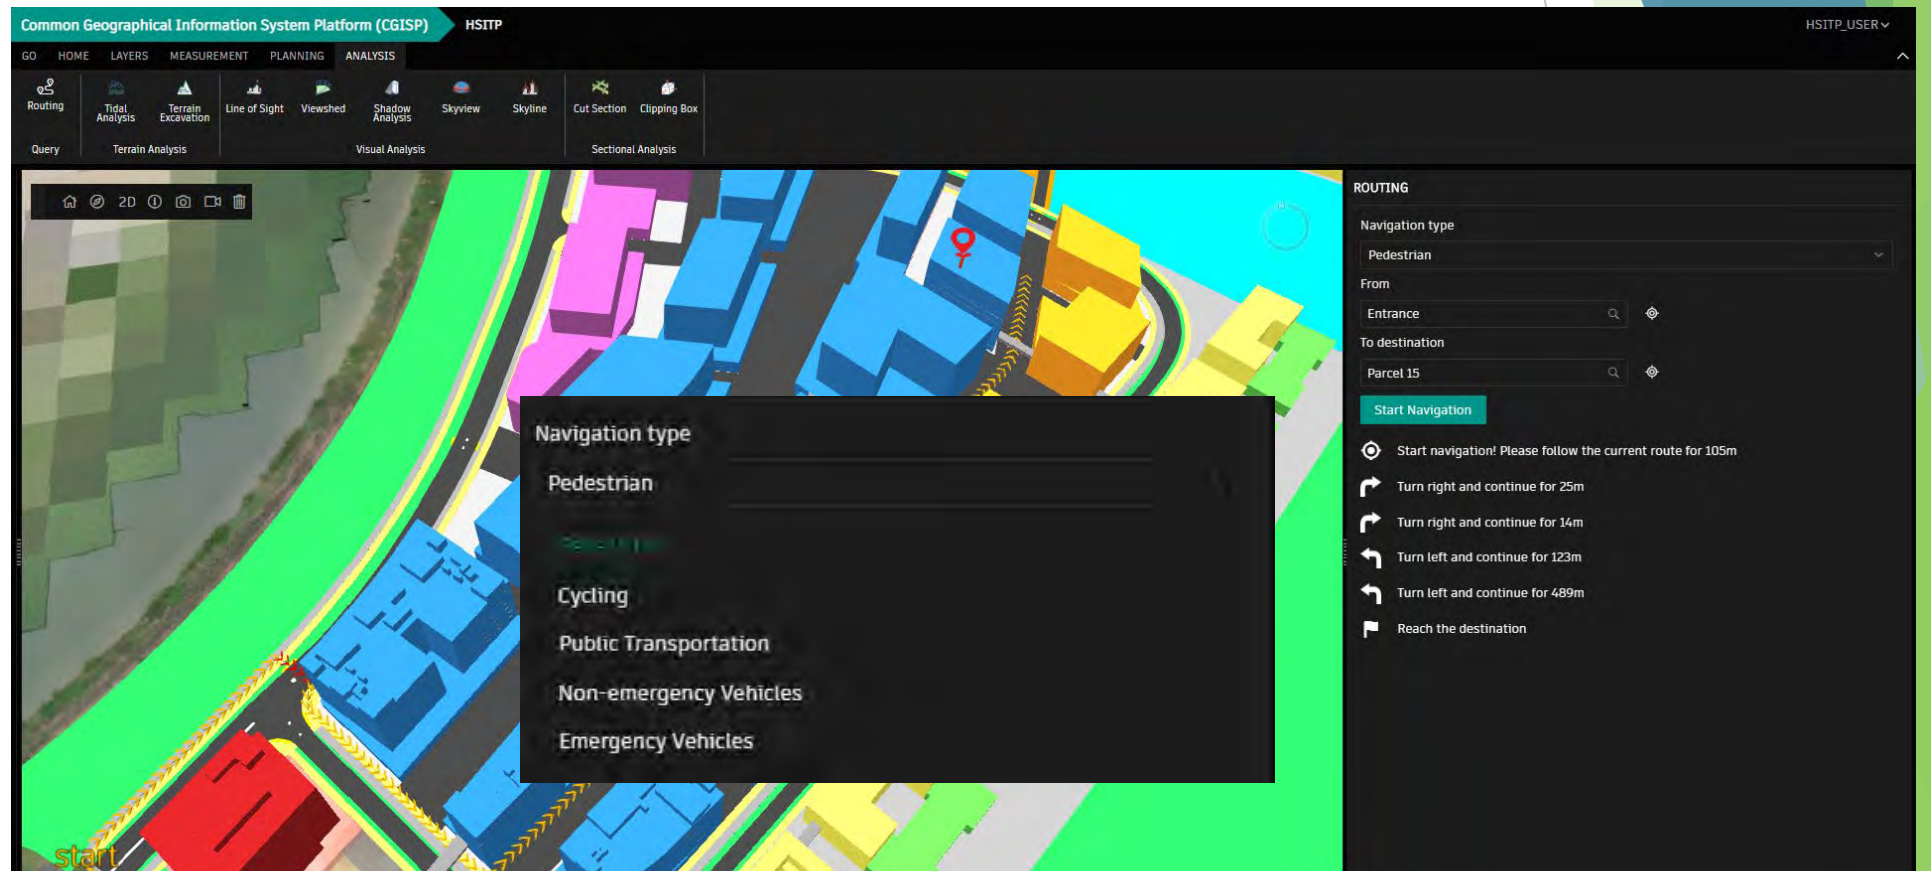 Common Geographical Information System Platform (CGISP) HSITP HSITP_USER
GO HOME LAYERS MEASUREMENT PLANNING ANALYSIS
Routing
Tidal Analysis
Terrain Excavation
Line of Sight
Viewshed
Shadow Analysis
Skyview
Skyline
Cut Section
Clipping Box
Query
Terrain Analysis
Visual Analysis
Sectional Analysis
2D
start
Navigation type
Pedestrian
Cycling
Public Transportation
Non-emergency Vehicles
Emergency Vehicles
ROUTING
Navigation type
Pedestrian
From
Entrance
To destination
Parcel 15
Start Navigation
Start navigation! Please follow the current route for 105m
Turn right and continue for 25m
Turn right and continue for 14m
Turn left and continue for 123m
Turn left and continue for 489m
Reach the destination